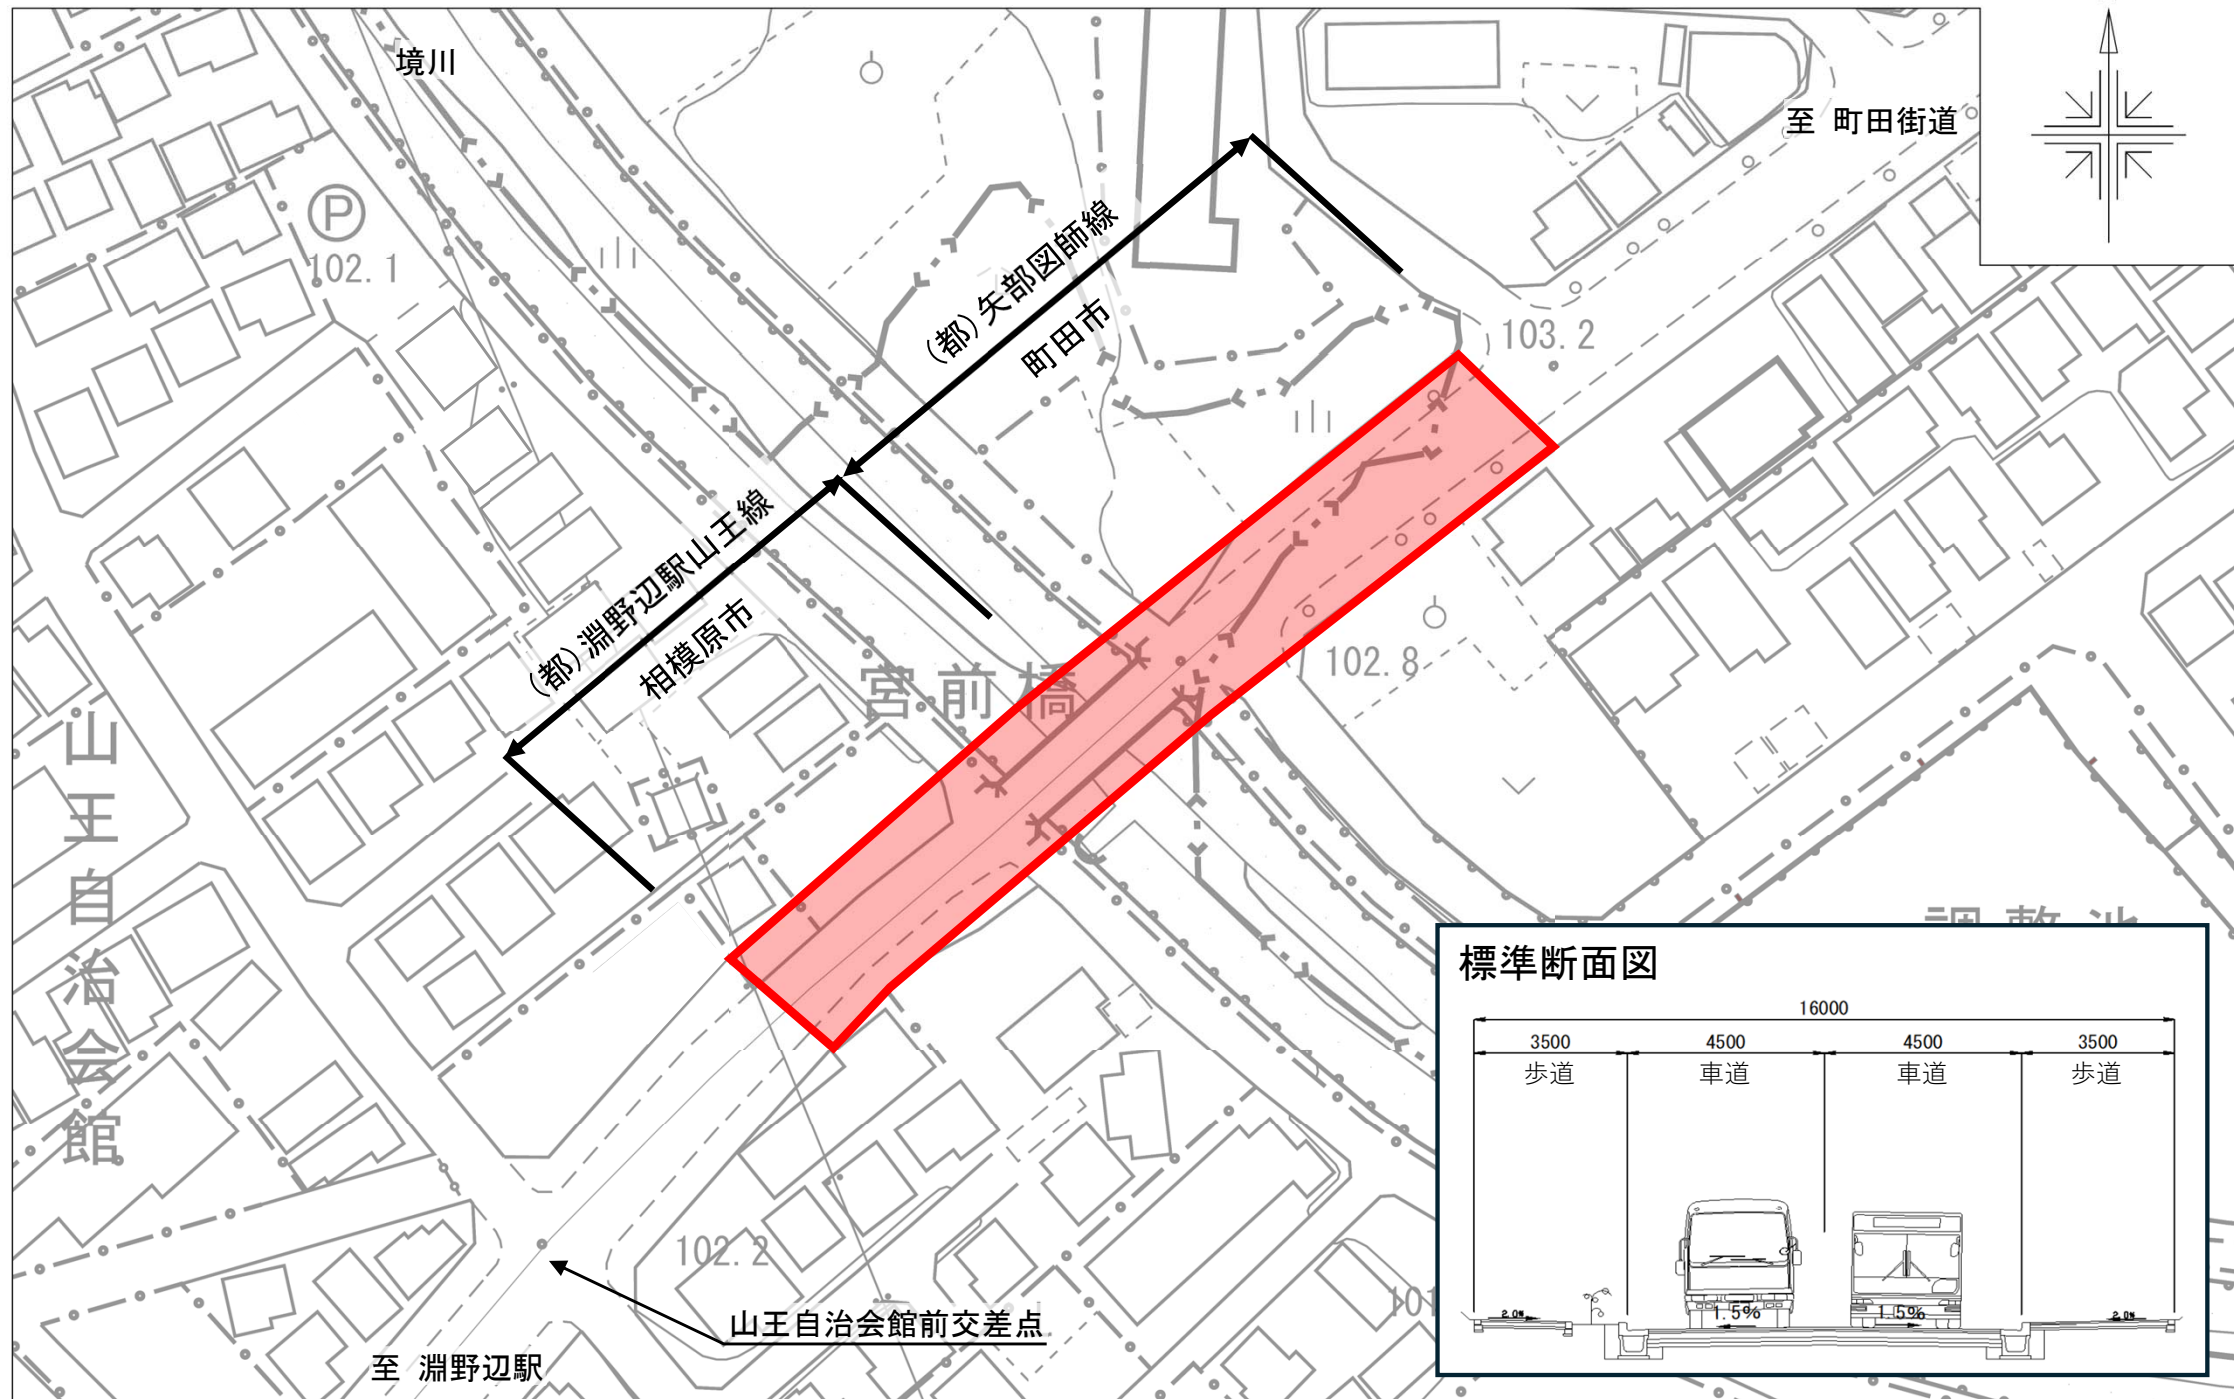 境川
至 町田街道
P
102.1
(都)矢部図師線
町田市
103.2
(都)淵野辺駅山王線
相模原市
宮前橋
102.8
山王自治会館
標準断面図
16000
3500 4500 4500 3500
歩道 車道 車道 歩道
2.0% 1.5% 1.5% 2.0%
102.2
山王自治会館前交差点
至 淵野辺駅